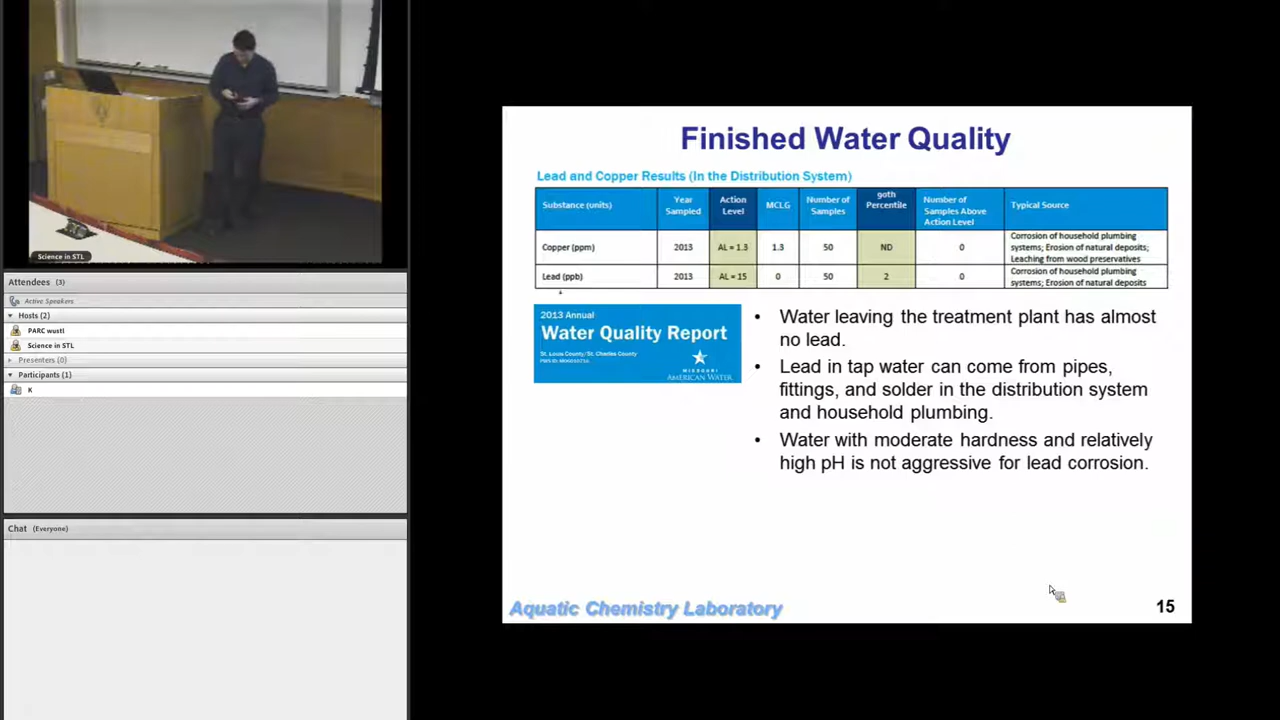 Science in STL
Attendees (3)
Active Speakers
Hosts (2)
PARC wustl
Science in STL
Presenters (0)
Participants (1)
K
Chat (Everyone)
Finished Water Quality
Lead and Copper Results (In the Distribution System)
Substance (units) Year Sampled Action Level MCLG Number of Samples 90th Percentile Number of Samples Above Action Level Typical Source
Copper (ppm) 2013 AL = 1.3 1.3 50 ND 0 Corrosion of household plumbing systems; Erosion of natural deposits; Leaching from wood preservatives
Lead (ppb) 2013 AL = 15 0 50 2 0 Corrosion of household plumbing systems; Erosion of natural deposits
2013 Annual
Water Quality Report
St. Louis County/St. Charles County
MISSOURI
AMERICAN WATER
• Water leaving the treatment plant has almost
no lead.
• Lead in tap water can come from pipes,
fittings, and solder in the distribution system
and household plumbing.
• Water with moderate hardness and relatively
high pH is not aggressive for lead corrosion.
Aquatic Chemistry Laboratory
15